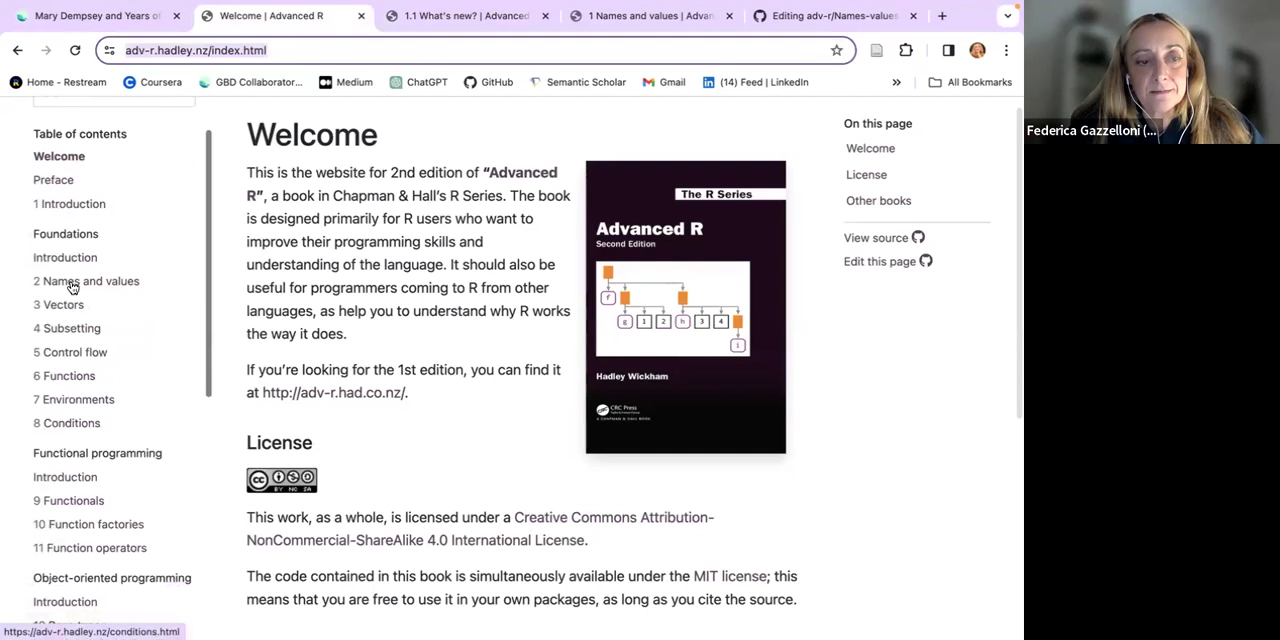 Mary Dempsey and Years of
Welcome | Advanced R
1.1 What's new? | Advanced
1 Names and values | Advan
Editing adv-r/Names-values
adv-r.hadley.nz/index.html
Home - Restream
Coursera
GBD Collaborator...
Medium
ChatGPT
GitHub
Semantic Scholar
Gmail
(14) Feed | LinkedIn
»
All Bookmarks
Table of contents
Welcome
Preface
1 Introduction
Foundations
Introduction
2 Names and values
3 Vectors
4 Subsetting
5 Control flow
6 Functions
7 Environments
8 Conditions
Functional programming
Introduction
9 Functionals
10 Function factories
11 Function operators
Object-oriented programming
Introduction
https://adv-r.hadley.nz/conditions.html
Welcome
This is the website for 2nd edition of “Advanced
R”, a book in Chapman & Hall's R Series. The book
is designed primarily for R users who want to
improve their programming skills and
understanding of the language. It should also be
useful for programmers coming to R from other
languages, as help you to understand why R works
the way it does.
If you're looking for the 1st edition, you can find it
at http://adv-r.had.co.nz/.
The R Series
Advanced R
Second Edition
f
g 1 2 h 3 4
i
Hadley Wickham
CRC Press
License
CC BY NC SA
This work, as a whole, is licensed under a Creative Commons Attribution-
NonCommercial-ShareAlike 4.0 International License.
The code contained in this book is simultaneously available under the MIT license; this
means that you are free to use it in your own packages, as long as you cite the source.
On this page
Welcome
License
Other books
View source
Edit this page
Federica Gazzelloni (...